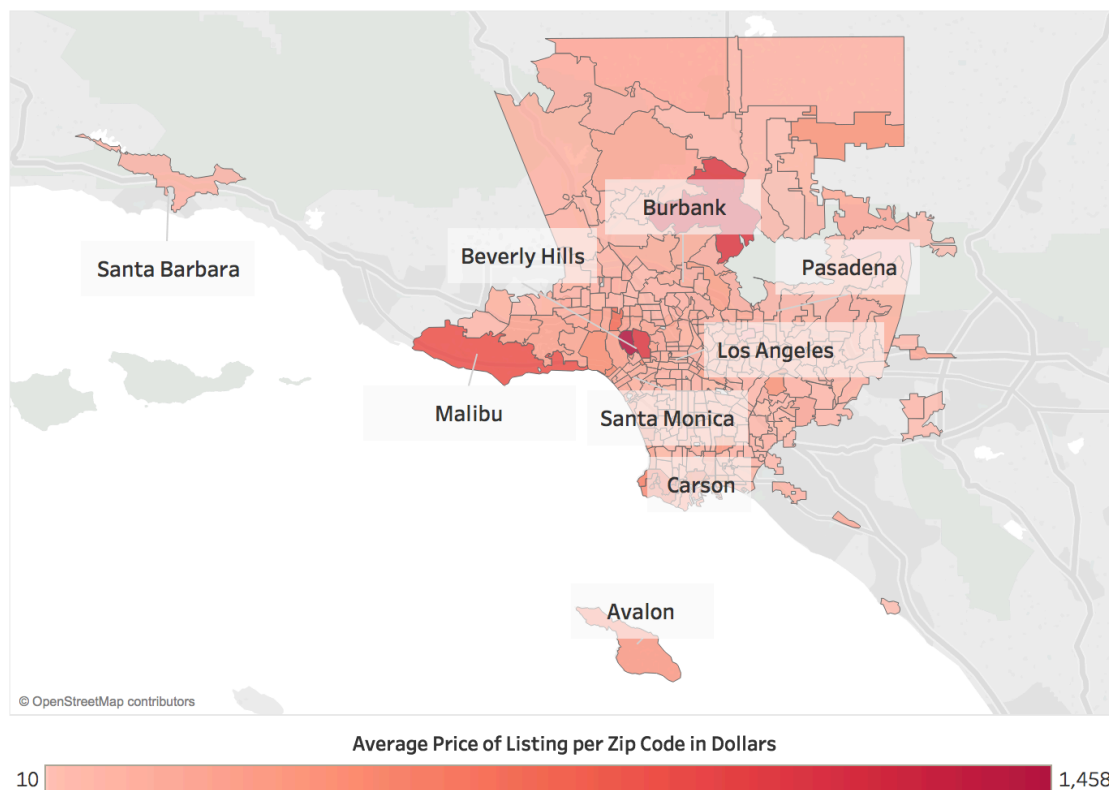 Burbank
Beverly Hills
Santa Barbara
Pasadena
Los Angeles
Malibu
Santa Monica
Carson
Avalon
© OpenStreetMap contributors
Average Price of Listing per Zip Code in Dollars
10 1,458